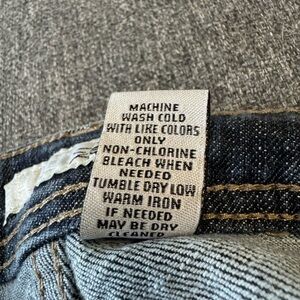 MACHINE
WASH COLD
WITH LIKE COLORS
ONLY
NON-CHLORINE
BLEACH WHEN
NEEDED
TUMBLE DRY LOW
WARM IRON
IF NEEDED
MAY BE DRY
CLEANED